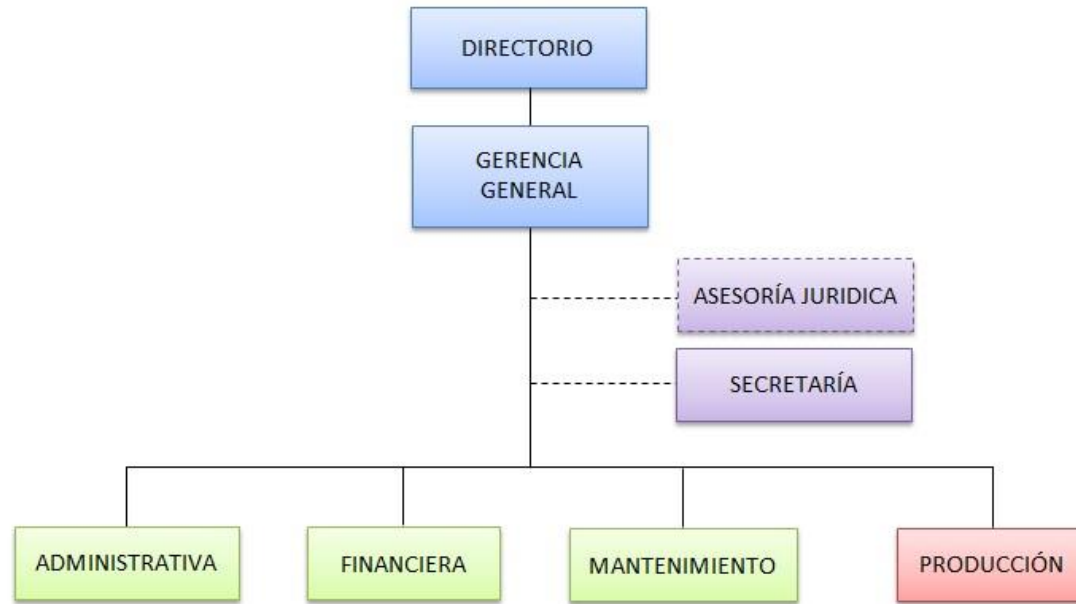 DIRECTORIO
GERENCIA
GENERAL
ASESORÍA JURIDICA
SECRETARÍA
ADMINISTRATIVA
FINANCIERA
MANTENIMIENTO
PRODUCCIÓN